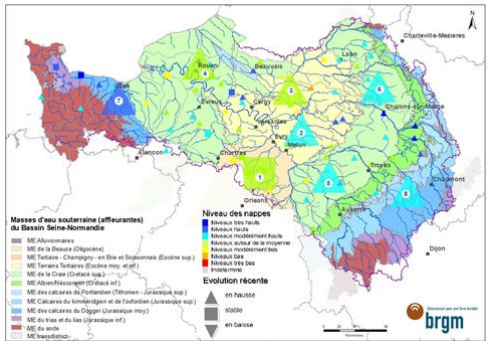 Charleville-Mezieres
N
Laon
Beauvais
Rouen
4
3
6
Cergy
Evreux
Châlons-sur-Marne
7
Versailles
2
Evry
Melun
Alençon
Chartres
Troyes
Chaumont
1
5
8
Orléans
Auxerre
Dijon
Masses d'eau souterraine (affleurantes)
du Bassin Seine-Normandie
ME Alluvionnaires
ME de la Beauce (Oligocène)
ME Tertiaire - Champigny - en Brie et Soissonnais (Eocène sup.)
ME Terrains Tertiaires (Eocène moy. et inf.)
ME de la Craie (Crétacé sup.)
ME Albien-Néocomien (Crétacé inf.)
ME des calcaires du Portlandien (Tithonien - Jurassique sup.)
ME Calcaires du kimmeridgien et de l'oxfordien (Jurassique sup.)
ME des calcaires du Dogger (Jurassique moy.)
ME du trias et du lias (Jurassique inf.)
ME du socle
ME transdistrict
Niveau des nappes
Niveaux très hauts
Niveaux hauts
Niveaux modérément hauts
Niveaux autour de la moyenne
Niveaux modérément bas
Niveaux bas
Niveaux très bas
Indéterminé
Evolution récente
en hausse
stable
en baisse
brgm